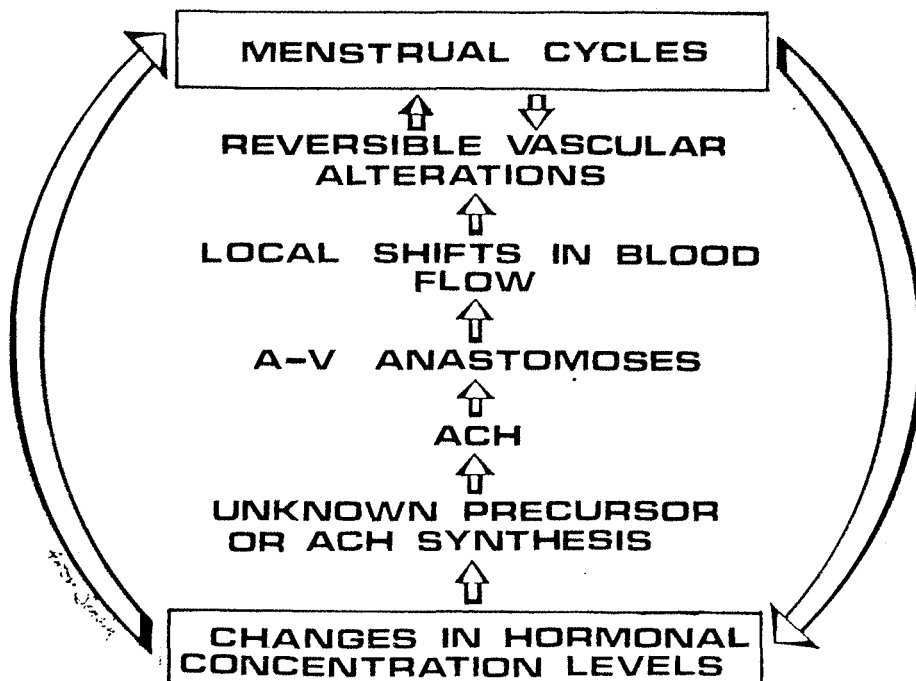 MENSTRUAL CYCLES
REVERSIBLE VASCULAR
ALTERATIONS
LOCAL SHIFTS IN BLOOD
FLOW
A-V ANASTOMOSES
ACH
UNKNOWN PRECURSOR
OR ACH SYNTHESIS
CHANGES IN HORMONAL
CONCENTRATION LEVELS